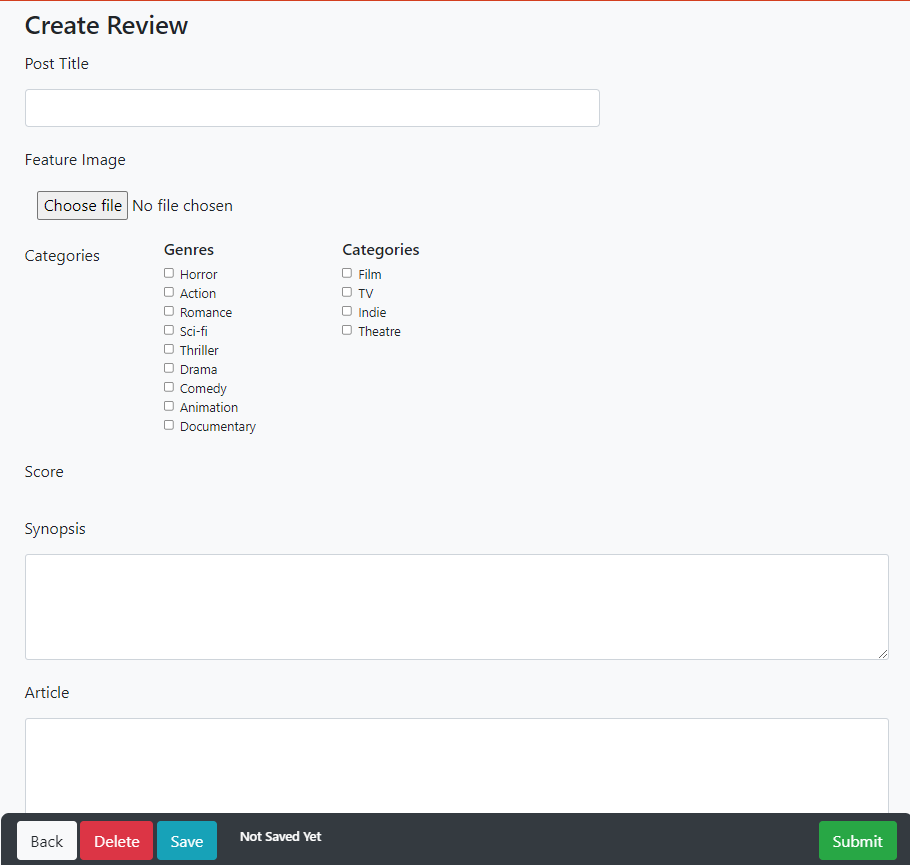 Create Review
Post Title
Feature Image
Choose file No file chosen
Categories Genres Categories
Horror Film
Action TV
Romance Indie
Sci-fi Theatre
Thriller
Drama
Comedy
Animation
Documentary
Score
Synopsis
Article
Back Delete Save Not Saved Yet Submit